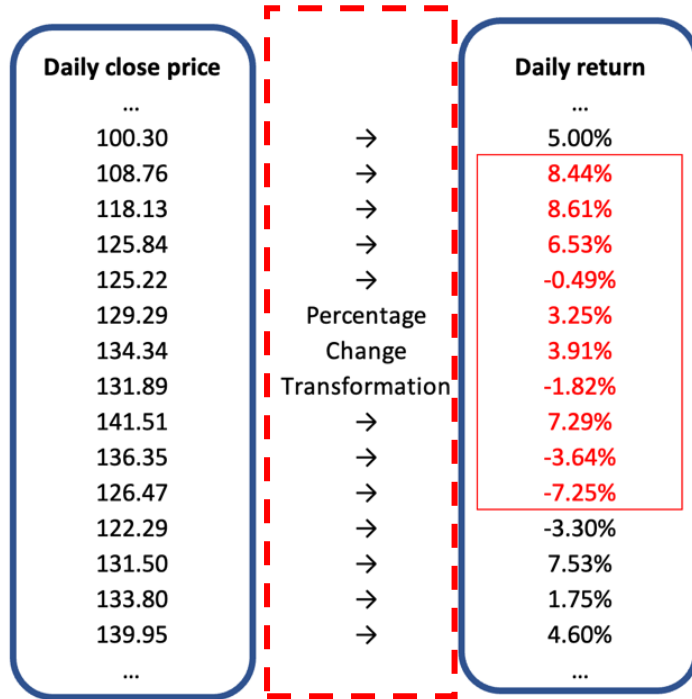 Daily close price Daily return
... ...
100.30 → 5.00%
108.76 → 8.44%
118.13 → 8.61%
125.84 → 6.53%
125.22 → -0.49%
129.29 Percentage 3.25%
134.34 Change 3.91%
131.89 Transformation -1.82%
141.51 → 7.29%
136.35 → -3.64%
126.47 → -7.25%
122.29 → -3.30%
131.50 → 7.53%
133.80 → 1.75%
139.95 → 4.60%
... ...